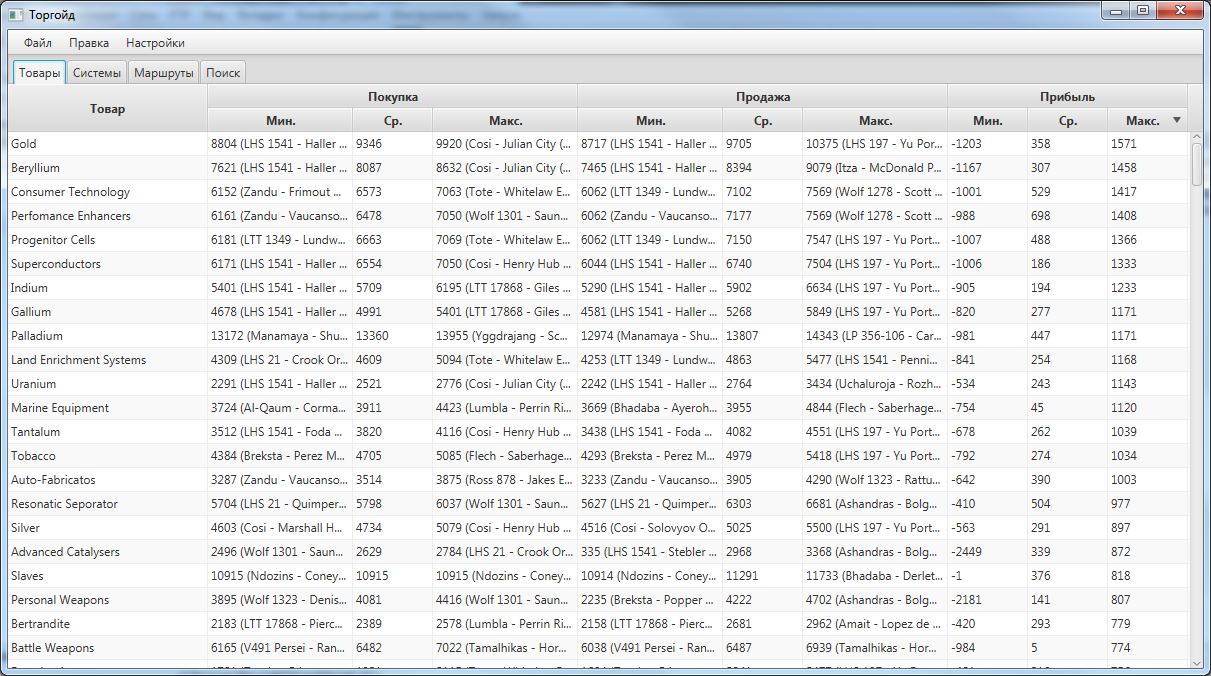 Торгойд
Файл Правка Настройки
Товары Системы Маршруты Поиск
Товар Покупка Продажа Прибыль
Мин. Ср. Макс. Мин. Ср. Макс. Мин. Ср. Макс.
Gold 8804 (LHS 1541 - Haller ... 9346 9920 (Cosi - Julian City (... 8717 (LHS 1541 - Haller ... 9705 10375 (LHS 197 - Yu Por... -1203 358 1571
Beryllium 7621 (LHS 1541 - Haller ... 8087 8632 (Cosi - Julian City (... 7465 (LHS 1541 - Haller ... 8394 9079 (Itza - McDonald P... -1167 307 1458
Consumer Technology 6152 (Zandu - Frimout ... 6573 7063 (Tote - Whitelaw E... 6062 (LTT 1349 - Lundw... 7102 7569 (Wolf 1278 - Scott ... -1001 529 1417
Perfomance Enhancers 6161 (Zandu - Vaucanso... 6478 7050 (Wolf 1301 - Saun... 6062 (Zandu - Vaucanso... 7177 7569 (Wolf 1278 - Scott ... -988 698 1408
Progenitor Cells 6181 (LTT 1349 - Lundw... 6663 7069 (Tote - Whitelaw E... 6062 (LTT 1349 - Lundw... 7150 7547 (LHS 197 - Yu Port... -1007 488 1366
Superconductors 6171 (LHS 1541 - Haller ... 6554 7050 (Cosi - Henry Hub ... 6044 (LHS 1541 - Haller ... 6740 7504 (LHS 197 - Yu Port... -1006 186 1333
Indium 5401 (LHS 1541 - Haller ... 5709 6195 (LTT 17868 - Giles ... 5290 (LHS 1541 - Haller ... 5902 6634 (LHS 197 - Yu Port... -905 194 1233
Gallium 4678 (LHS 1541 - Haller ... 4991 5401 (LTT 17868 - Giles ... 4581 (LHS 1541 - Haller ... 5268 5849 (LHS 197 - Yu Port... -820 277 1171
Palladium 13172 (Manamaya - Shu... 13360 13955 (Yggdrajang - Sc... 12974 (Manamaya - Shu... 13807 14343 (LP 356-106 - Car... -981 447 1171
Land Enrichment Systems 4309 (LHS 21 - Crook Or... 4609 5094 (Tote - Whitelaw E... 4253 (LTT 1349 - Lundw... 4863 5477 (LHS 1541 - Penni... -841 254 1168
Uranium 2291 (LHS 1541 - Haller ... 2521 2776 (Cosi - Julian City (... 2242 (LHS 1541 - Haller ... 2764 3434 (Uchaluroja - Rozh... -534 243 1143
Marine Equipment 3724 (Al-Qaum - Corma... 3911 4423 (Lumbla - Perrin Ri... 3669 (Bhadaba - Ayeroh... 3955 4844 (Flech - Saberhage... -754 45 1120
Tantalum 3512 (LHS 1541 - Foda ... 3820 4116 (Cosi - Henry Hub ... 3438 (LHS 1541 - Foda ... 4082 4551 (LHS 197 - Yu Port... -678 262 1039
Tobacco 4384 (Breksta - Perez M... 4705 5085 (Flech - Saberhage... 4293 (Breksta - Perez M... 4979 5418 (LHS 197 - Yu Port... -792 274 1034
Auto-Fabricatos 3287 (Zandu - Vaucanso... 3514 3875 (Ross 878 - Jakes E... 3233 (Zandu - Vaucanso... 3905 4290 (Wolf 1323 - Rattu... -642 390 1003
Resonatic Seporator 5704 (LHS 21 - Quimper... 5798 6037 (Wolf 1301 - Saun... 5627 (LHS 21 - Quimper... 6303 6681 (Ashandras - Bolg... -410 504 977
Silver 4603 (Cosi - Marshall H... 4734 5079 (Cosi - Henry Hub ... 4516 (Cosi - Solovyov O... 5025 5500 (LHS 197 - Yu Port... -563 291 897
Advanced Catalysers 2496 (Wolf 1301 - Saun... 2629 2784 (LHS 21 - Crook Or... 335 (LHS 1541 - Stebler ... 2968 3368 (Ashandras - Bolg... -2449 339 872
Slaves 10915 (Ndozins - Coney... 10915 10915 (Ndozins - Coney... 10914 (Ndozins - Coney... 11291 11733 (Bhadaba - Derlet... -1 376 818
Personal Weapons 3895 (Wolf 1323 - Denis... 4081 4416 (Wolf 1301 - Saun... 2235 (Breksta - Popper ... 4222 4702 (Ashandras - Bolg... -2181 141 807
Bertrandite 2183 (LTT 17868 - Pierc... 2389 2578 (Lumbla - Perrin Ri... 2158 (LTT 17868 - Pierc... 2681 2962 (Amait - Lopez de ... -420 293 779
Battle Weapons 6165 (V491 Persei - Ran... 6482 7022 (Tamalhikas - Hor... 6038 (V491 Persei - Ran... 6487 6939 (Tamalhikas - Hor... -984 5 774